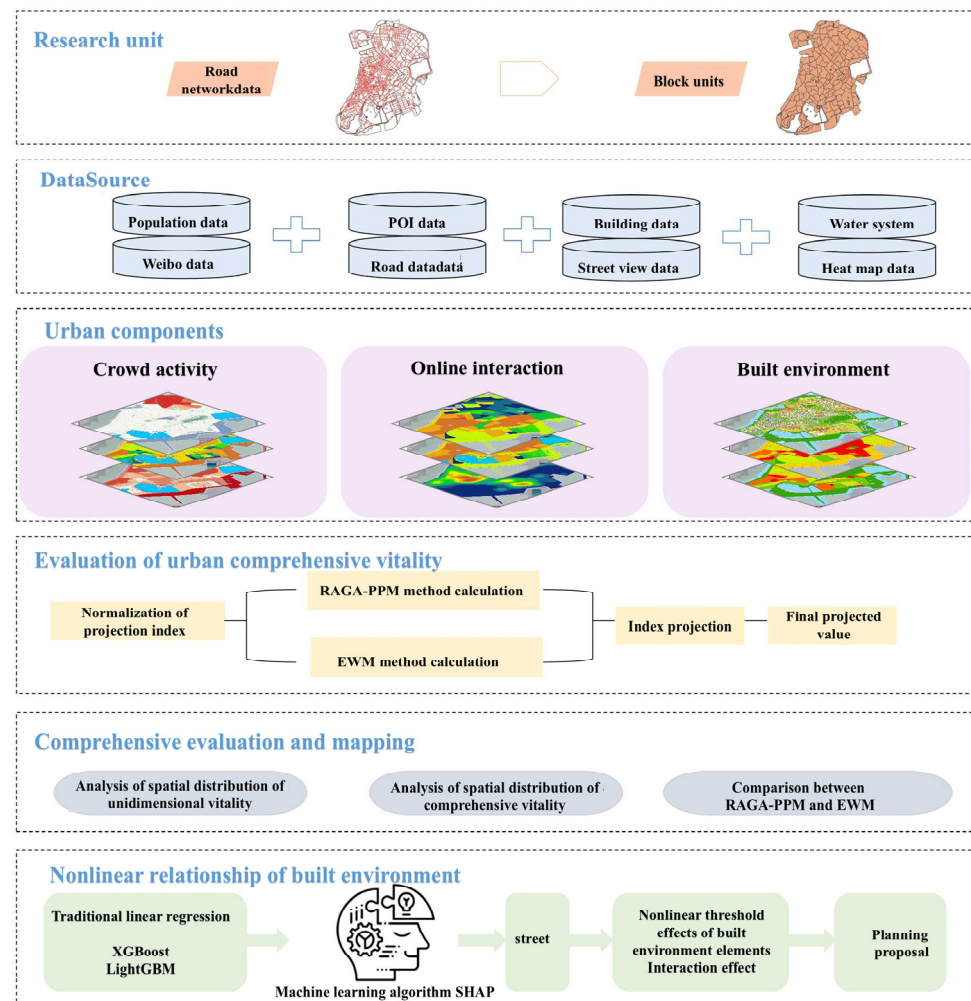 Research unit
Road
networkdata
Block units
DataSource
Population data
POI data
Building data
Water system
Weibo data
Road datadata
Street view data
Heat map data
Urban components
Crowd activity
Online interaction
Built environment
Evaluation of urban comprehensive vitality
RAGA-PPM method calculation
Normalization of
projection index
Index projection
Final projected
value
EWM method calculation
Comprehensive evaluation and mapping
Analysis of spatial distribution of
unidimensional vitality
Analysis of spatial distribution of
comprehensive vitality
Comparison between
RAGA-PPM and EWM
Nonlinear relationship of built environment
Traditional linear regression
XGBoost
LightGBM
Machine learning algorithm SHAP
street
Nonlinear threshold
effects of built
environment elements
Interaction effect
Planning
proposal